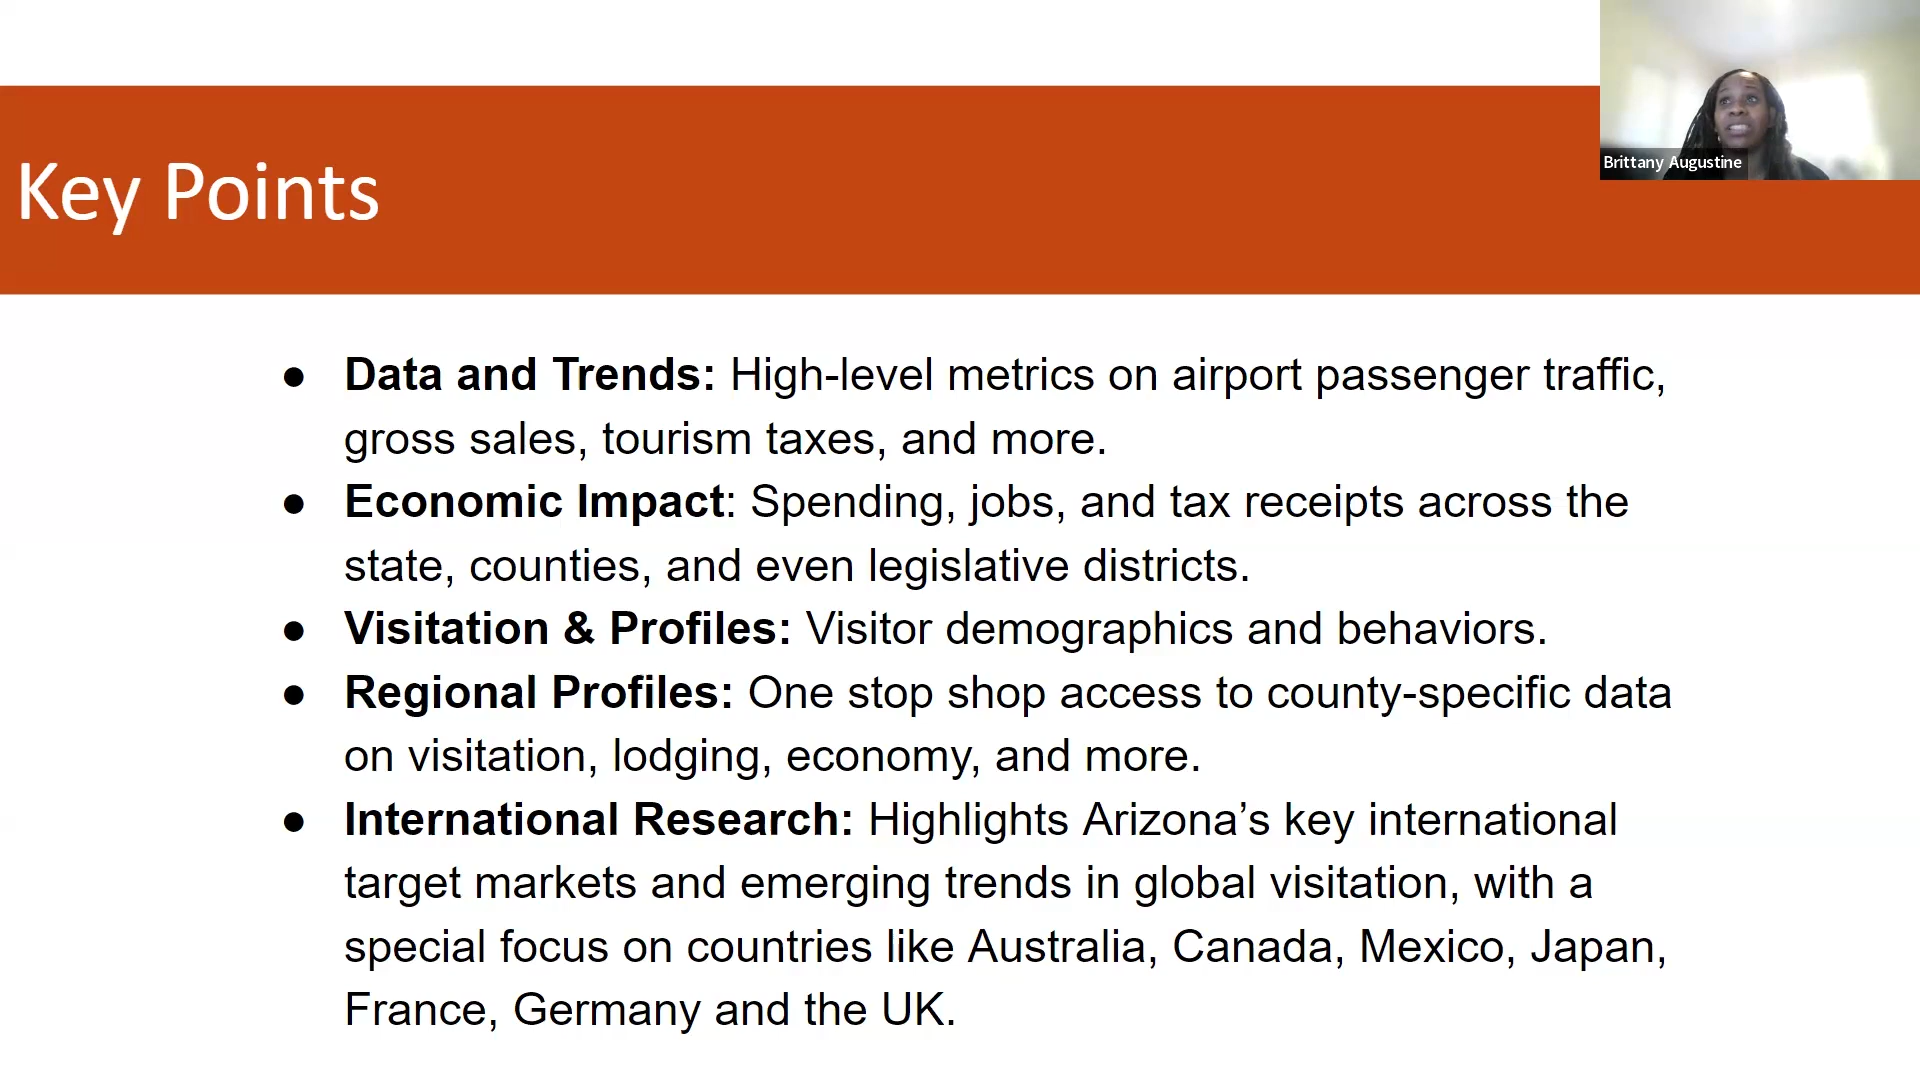 Brittany Augustine
Key Points
● Data and Trends: High-level metrics on airport passenger traffic,
gross sales, tourism taxes, and more.
● Economic Impact: Spending, jobs, and tax receipts across the
state, counties, and even legislative districts.
● Visitation & Profiles: Visitor demographics and behaviors.
● Regional Profiles: One stop shop access to county-specific data
on visitation, lodging, economy, and more.
● International Research: Highlights Arizona’s key international
target markets and emerging trends in global visitation, with a
special focus on countries like Australia, Canada, Mexico, Japan,
France, Germany and the UK.